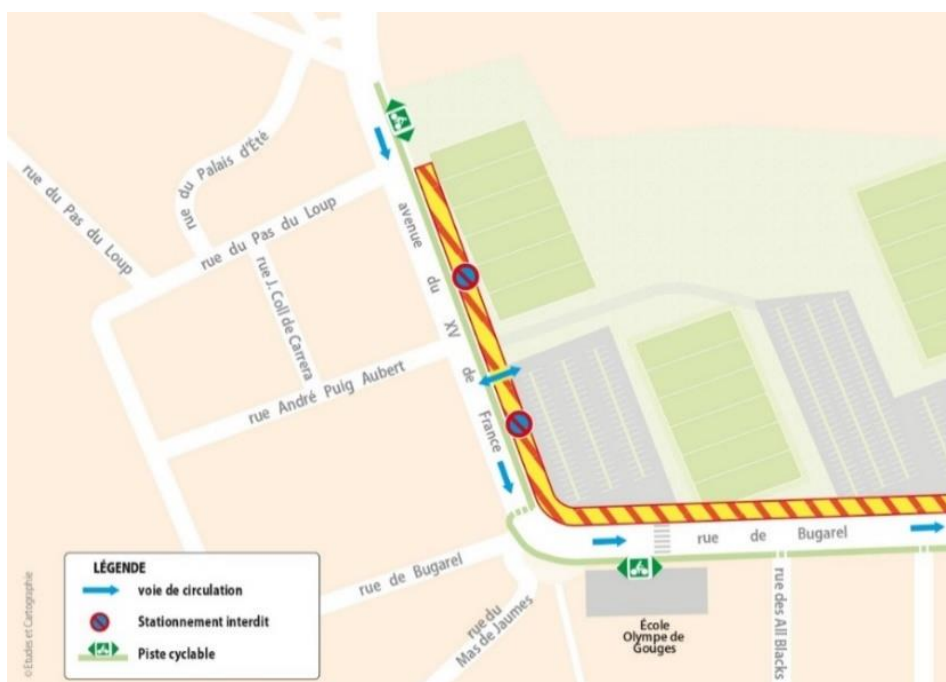 rue du Palais d'Été
rue du Pas du Loup
rue du Pas du Loup
rue J. Coll de Carrera
rue André Puig Aubert
avenue du XV de France
rue de Bugarel
rue de Bugarel
rue du
Mas de Jaumes
rue des All Blacks
École
Olympe de
Gouges
LÉGENDE
voie de circulation
Stationnement interdit
Piste cyclable
© Etudes et Cartographie